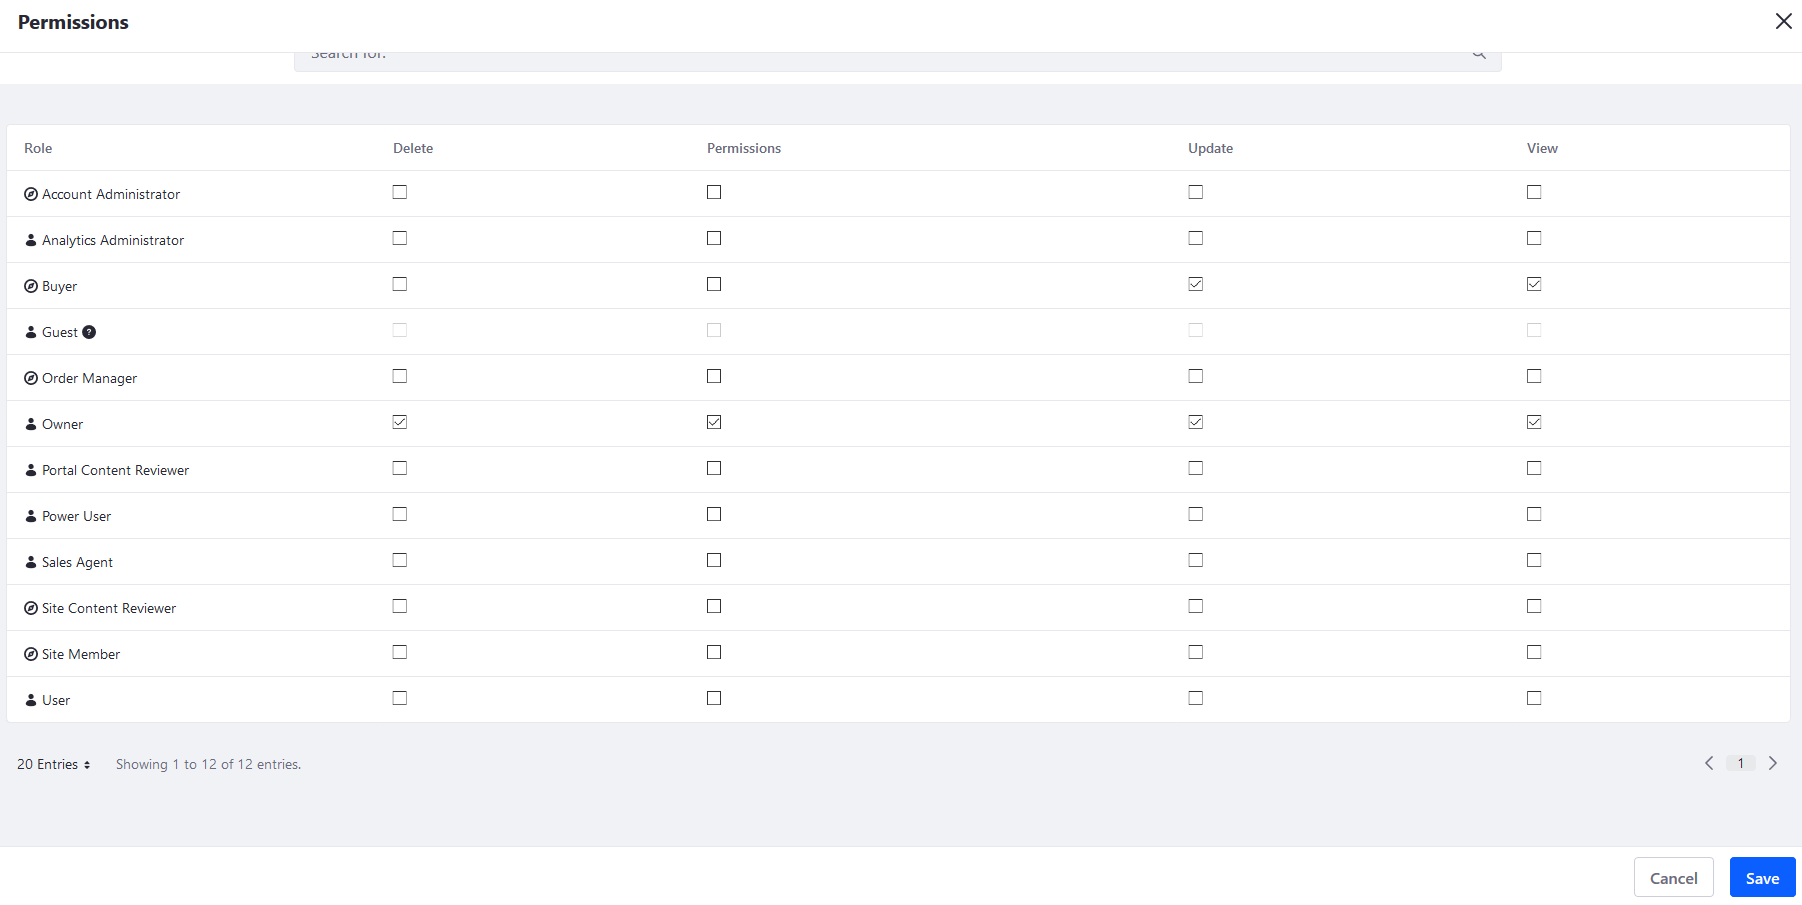 Permissions
Search for:
Role Delete Permissions Update View
Account Administrator
Analytics Administrator
Buyer
Guest ?
Order Manager
Owner
Portal Content Reviewer
Power User
Sales Agent
Site Content Reviewer
Site Member
User
20 Entries Showing 1 to 12 of 12 entries. 1
Cancel Save